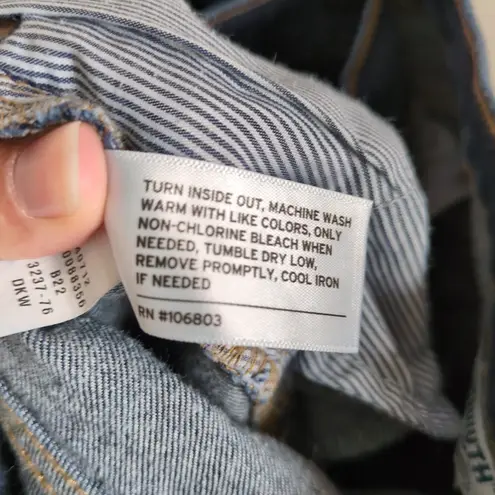 TURN INSIDE OUT, MACHINE WASH
WARM WITH LIKE COLORS, ONLY
NON-CHLORINE BLEACH WHEN
NEEDED, TUMBLE DRY LOW,
REMOVE PROMPTLY, COOL IRON
IF NEEDED
RN #106803
0088356
B22
3237-76
DKW